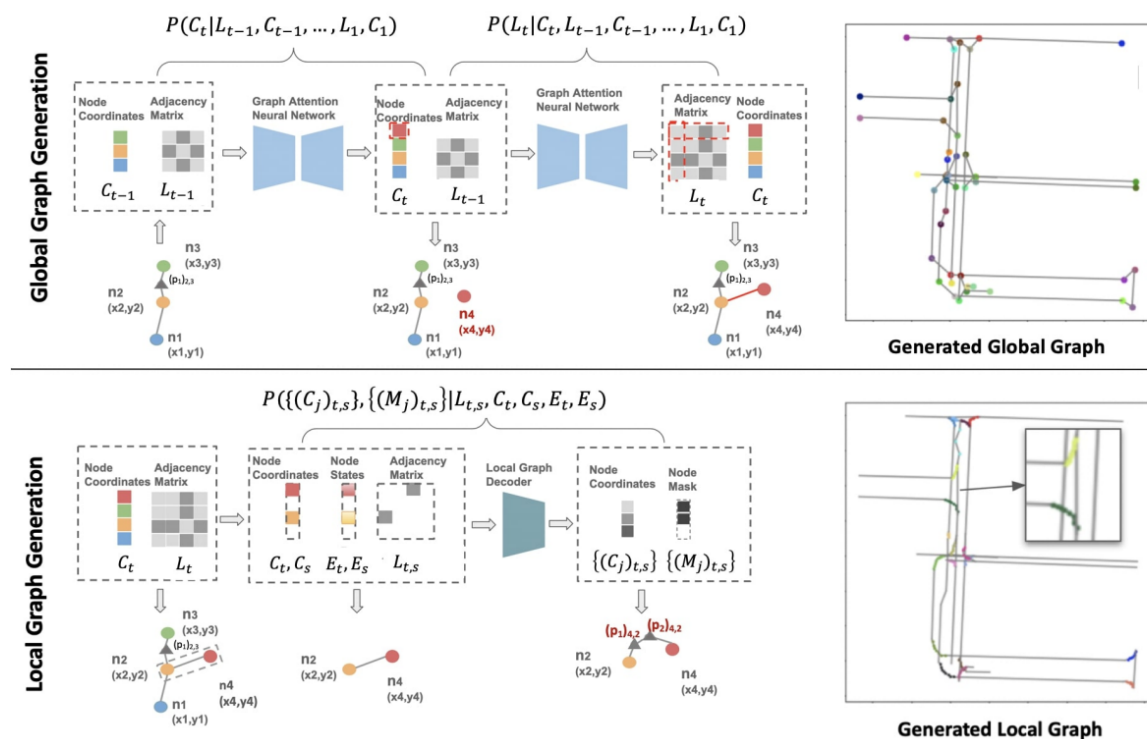 Global Graph Generation
P(C_t|L_{t-1}, C_{t-1}, ..., L_1, C_1)
P(L_t|C_t, L_{t-1}, C_{t-1}, ..., L_1, C_1)
Node Coordinates
Adjacency Matrix
C_{t-1}
L_{t-1}
Graph Attention
Neural Network
Node Coordinates
Adjacency Matrix
C_t
L_{t-1}
Graph Attention
Neural Network
Adjacency Matrix
Node Coordinates
L_t
C_t
n3
(x3,y3)
(p₁)₂,₃
n2
(x2,y2)
n1
(x1,y1)
n3
(x3,y3)
(p₁)₂,₃
n2
(x2,y2)
n4
(x4,y4)
n1
(x1,y1)
n3
(x3,y3)
(p₁)₂,₃
n2
(x2,y2)
n4
(x4,y4)
n1
(x1,y1)
Generated Global Graph
Local Graph Generation
P({(C_j)_{t,s}}, {(M_j)_{t,s}}|L_{t,s}, C_t, C_s, E_t, E_s)
Node Coordinates
Adjacency Matrix
C_t
L_t
Node Coordinates
Node States
Adjacency Matrix
C_t, C_s
E_t, E_s
L_{t,s}
Local Graph
Decoder
Node Coordinates
Node Mask
{(C_j)_{t,s}}
{(M_j)_{t,s}}
n3
(x3,y3)
(p₁)₂,₃
n2
(x2,y2)
n4
(x4,y4)
n1
(x1,y1)
n2
(x2,y2)
n4
(x4,y4)
(p₁)₄,₂
(p₂)₄,₂
n2
(x2,y2)
n4
(x4,y4)
Generated Local Graph